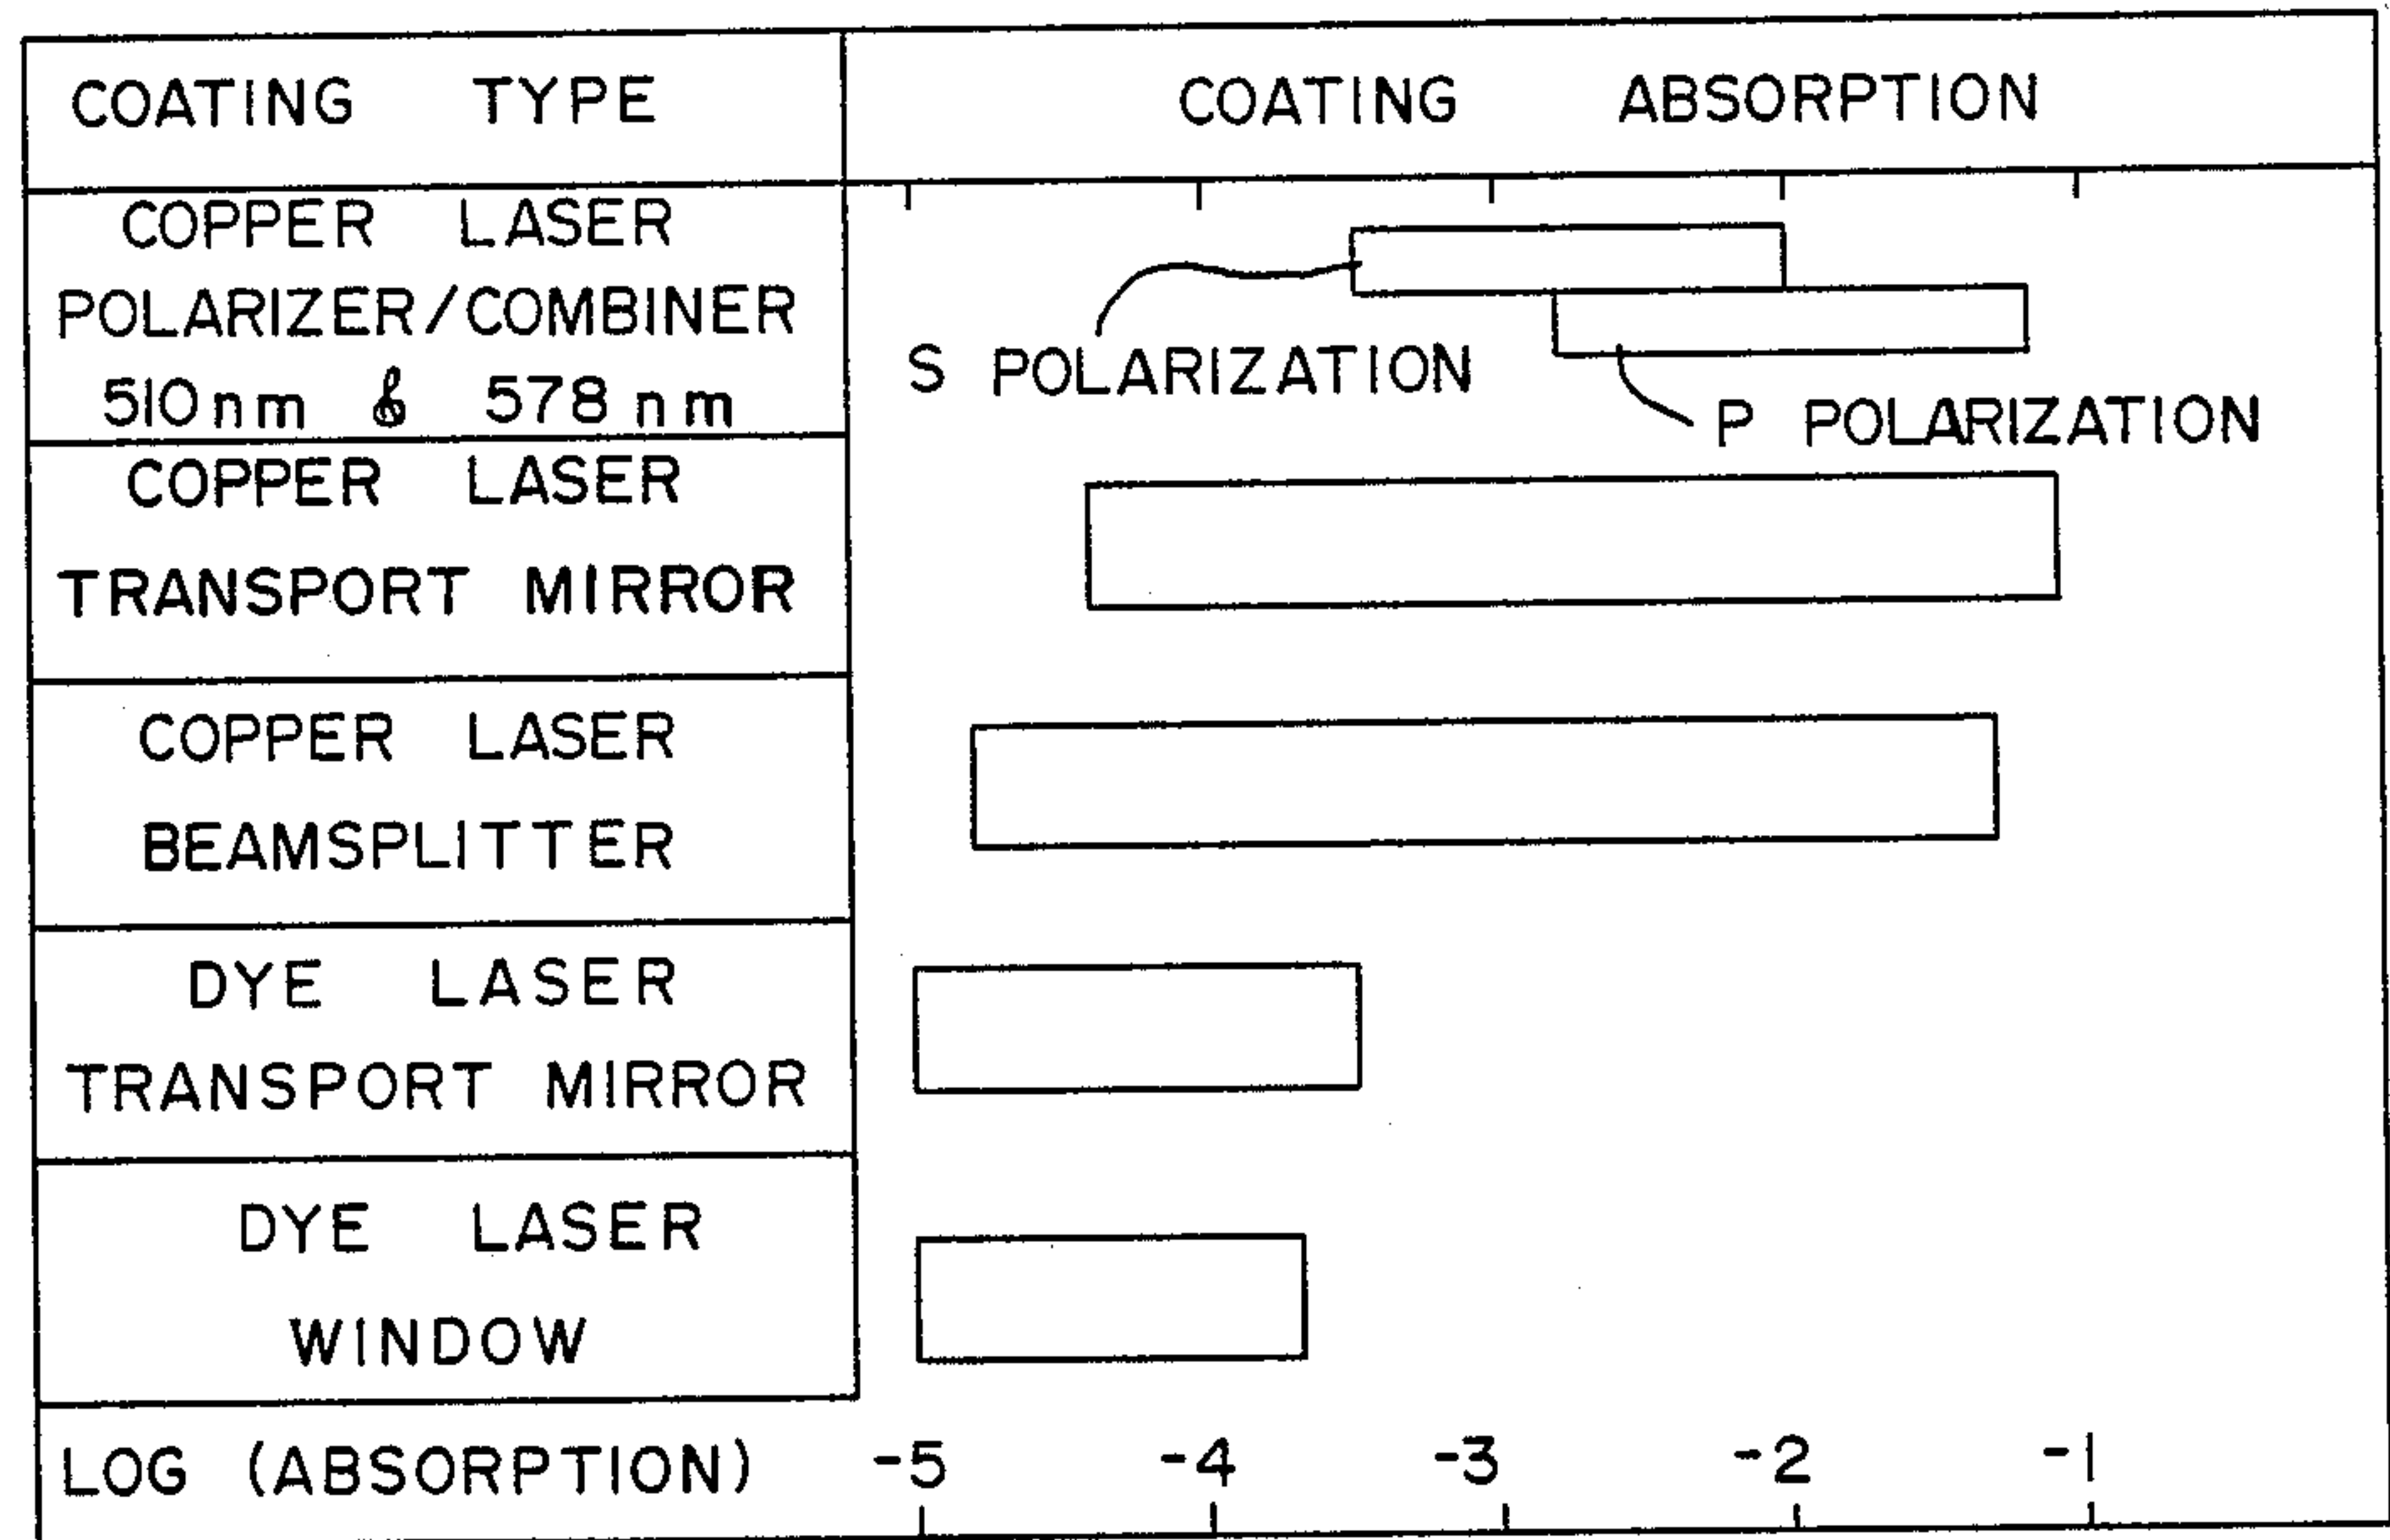 COATING TYPE
COATING ABSORPTION
COPPER LASER
POLARIZER/COMBINER
510nm & 578nm
S POLARIZATION
P POLARIZATION
COPPER LASER
TRANSPORT MIRROR
COPPER LASER
BEAMSPLITTER
DYE LASER
TRANSPORT MIRROR
DYE LASER
WINDOW
LOG (ABSORPTION) -5 -4 -3 -2 -1